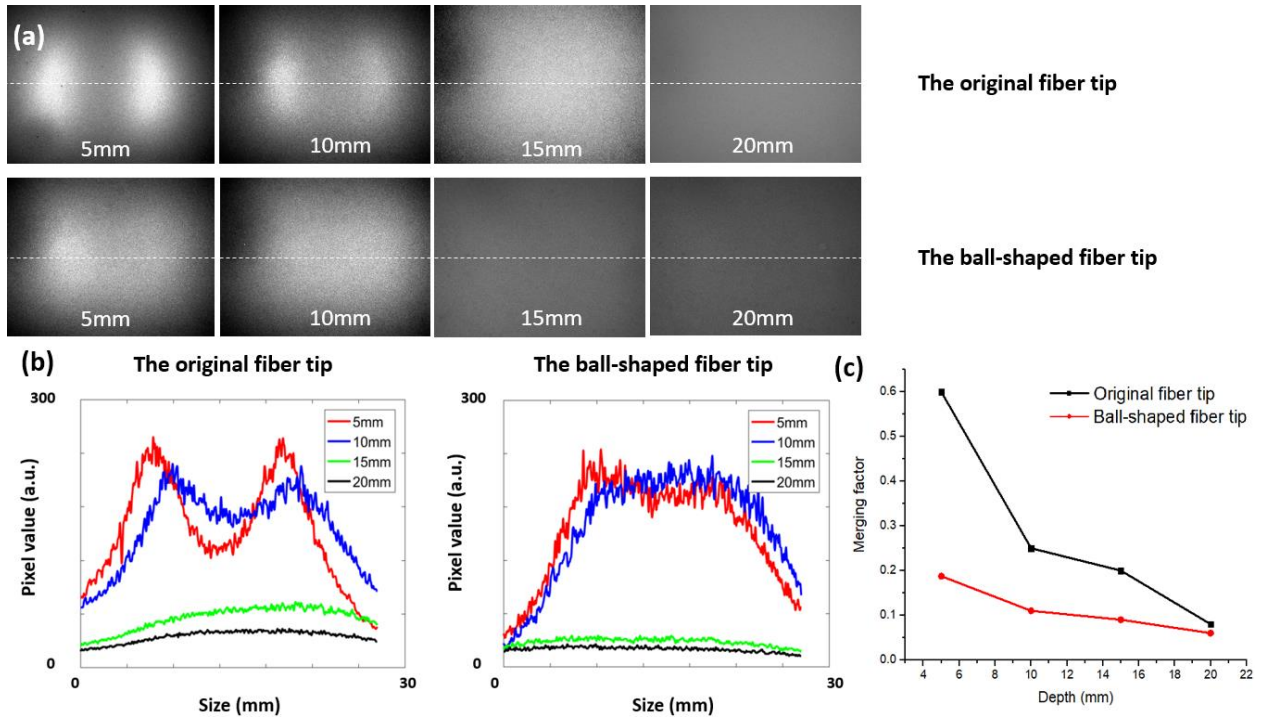 (a)
5mm
10mm
15mm
20mm
The original fiber tip
5mm
10mm
15mm
20mm
The ball-shaped fiber tip
(b)
The original fiber tip
300
0
Pixel value (a.u.)
5mm
10mm
15mm
20mm
0
30
Size (mm)
The ball-shaped fiber tip
300
0
Pixel value (a.u.)
5mm
10mm
15mm
20mm
0
30
Size (mm)
(c)
Original fiber tip
Ball-shaped fiber tip
Merging factor
0.6
0.5
0.4
0.3
0.2
0.1
0.0
4 6 8 10 12 14 16 18 20 22
Depth (mm)